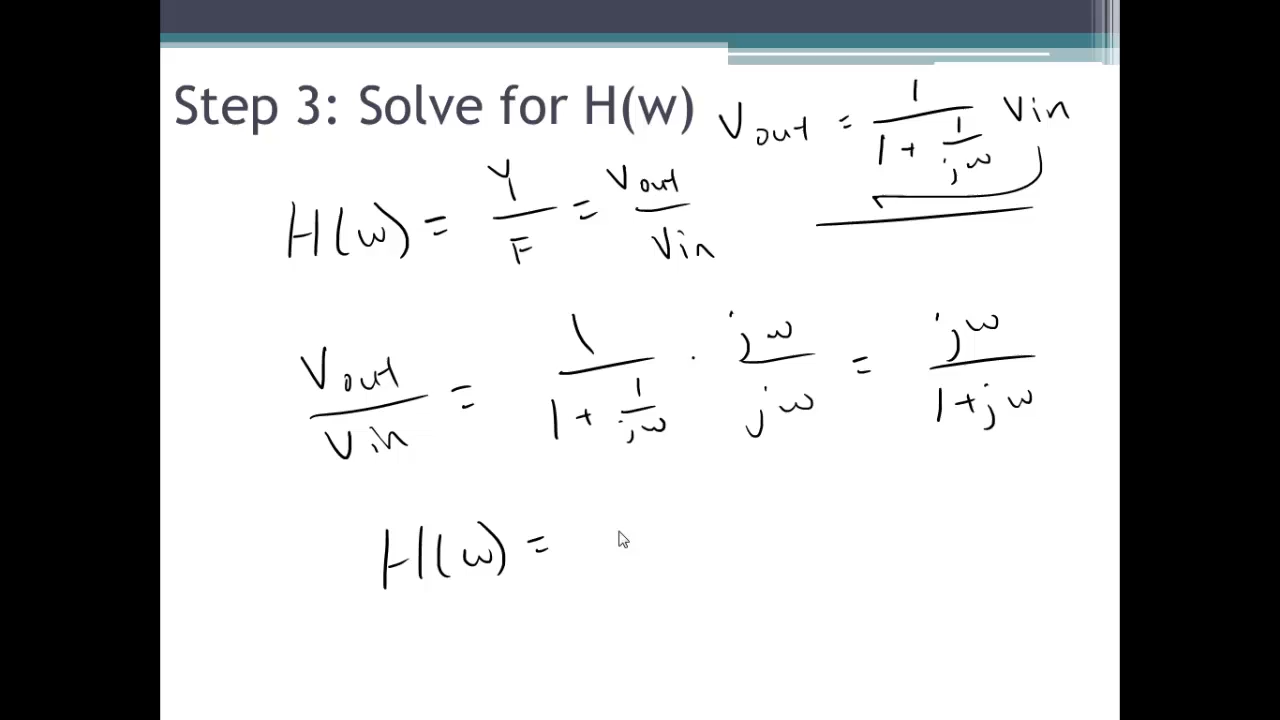 Step 3: Solve for H(w)
Vout = 1/(1 + 1/jw) Vin
H(w) = Y/F = Vout/Vin
Vout/Vin = 1/(1 + 1/jw) · jw/jw = jw/(1+jw)
H(w) =